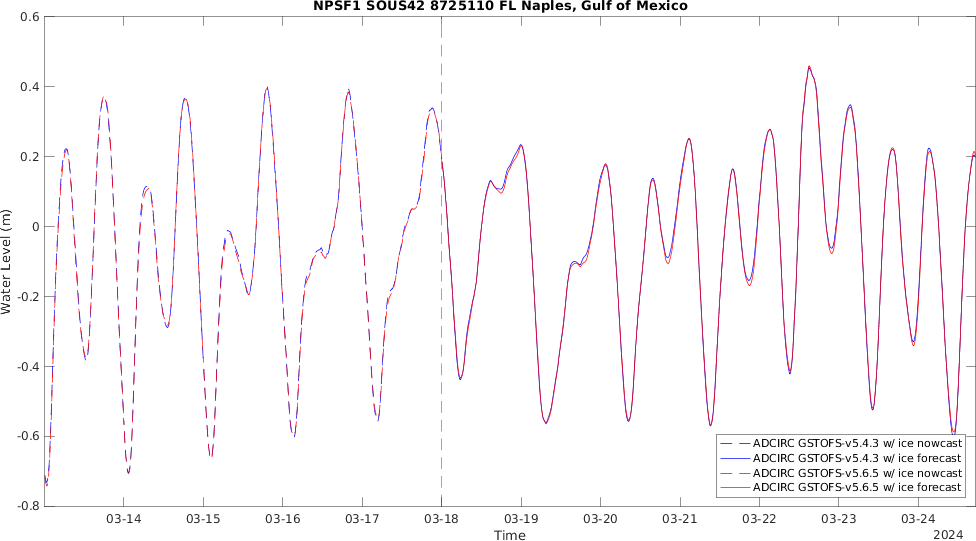 NPSF1 SOUS42 8725110 FL Naples, Gulf of Mexico
0.6
0.4
0.2
0
-0.2
-0.4
-0.6
-0.8
Water Level (m)
ADCIRC GSTOFS-v5.4.3 w/ ice nowcast
ADCIRC GSTOFS-v5.4.3 w/ ice forecast
ADCIRC GSTOFS-v5.6.5 w/ ice nowcast
ADCIRC GSTOFS-v5.6.5 w/ ice forecast
03-14 03-15 03-16 03-17 03-18 03-19 03-20 03-21 03-22 03-23 03-24
Time
2024